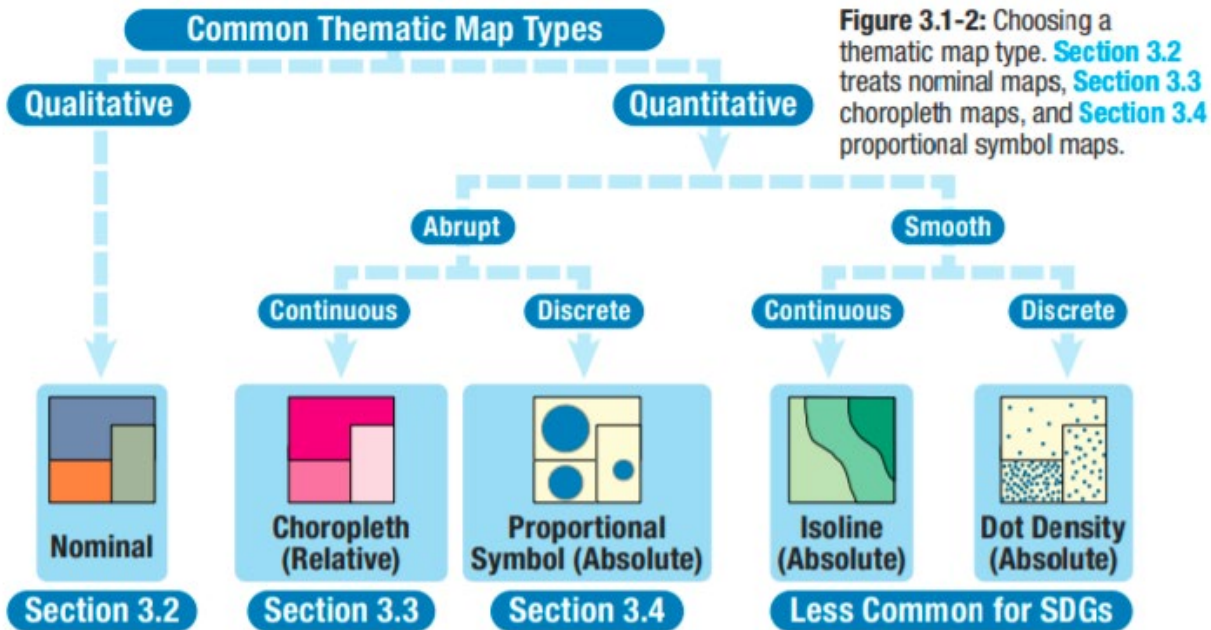 Common Thematic Map Types
Figure 3.1-2: Choosing a
thematic map type. Section 3.2
treats nominal maps, Section 3.3
choropleth maps, and Section 3.4
proportional symbol maps.
Qualitative
Quantitative
Abrupt
Smooth
Continuous
Discrete
Continuous
Discrete
Nominal
Choropleth
(Relative)
Proportional
Symbol (Absolute)
Isoline
(Absolute)
Dot Density
(Absolute)
Section 3.2
Section 3.3
Section 3.4
Less Common for SDGs